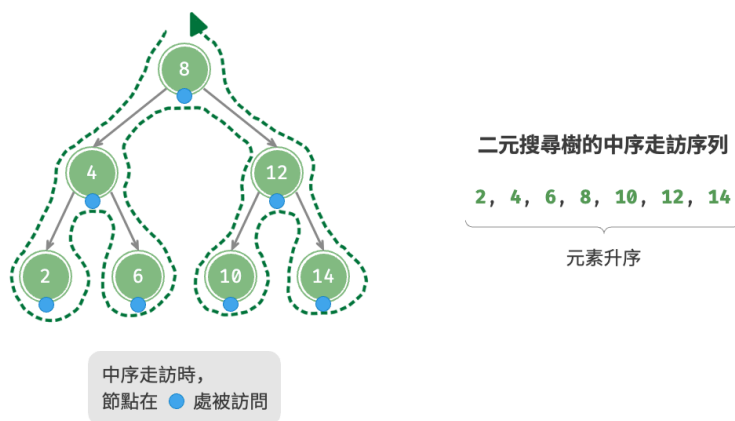 8
4
12
2
6
10
14
二元搜尋樹的中序走訪序列
2, 4, 6, 8, 10, 12, 14
元素升序
中序走訪時，
節點在 處被訪問